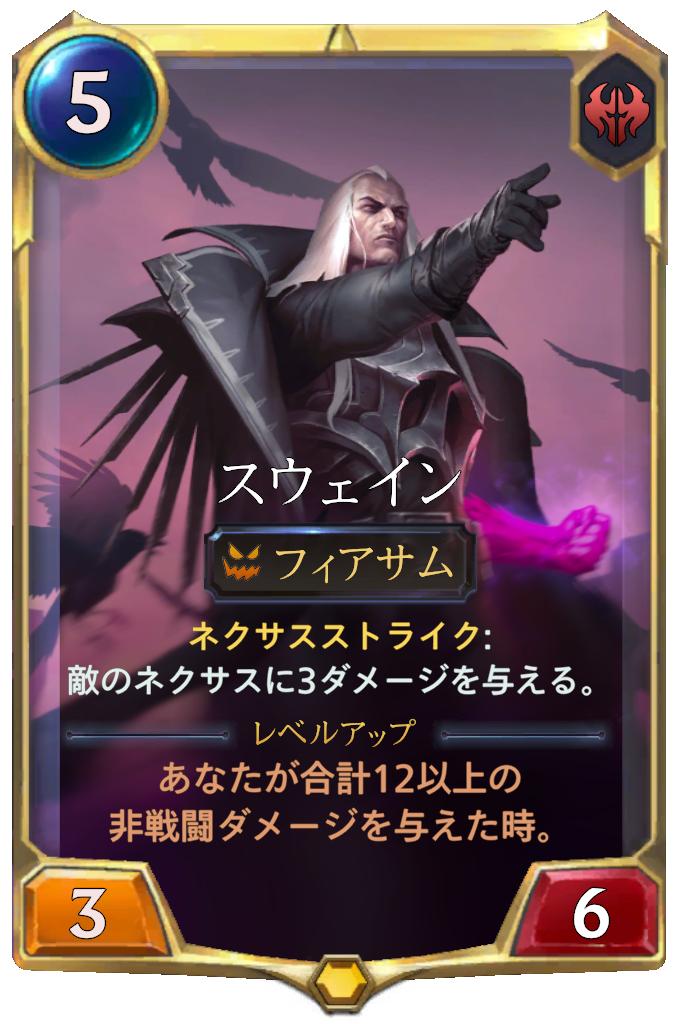 5
スウェイン
フィアサム
ネクサスストライク:
敵のネクサスに3ダメージを与える。
レベルアップ
あなたが合計12以上の
非戦闘ダメージを与えた時。
3
6